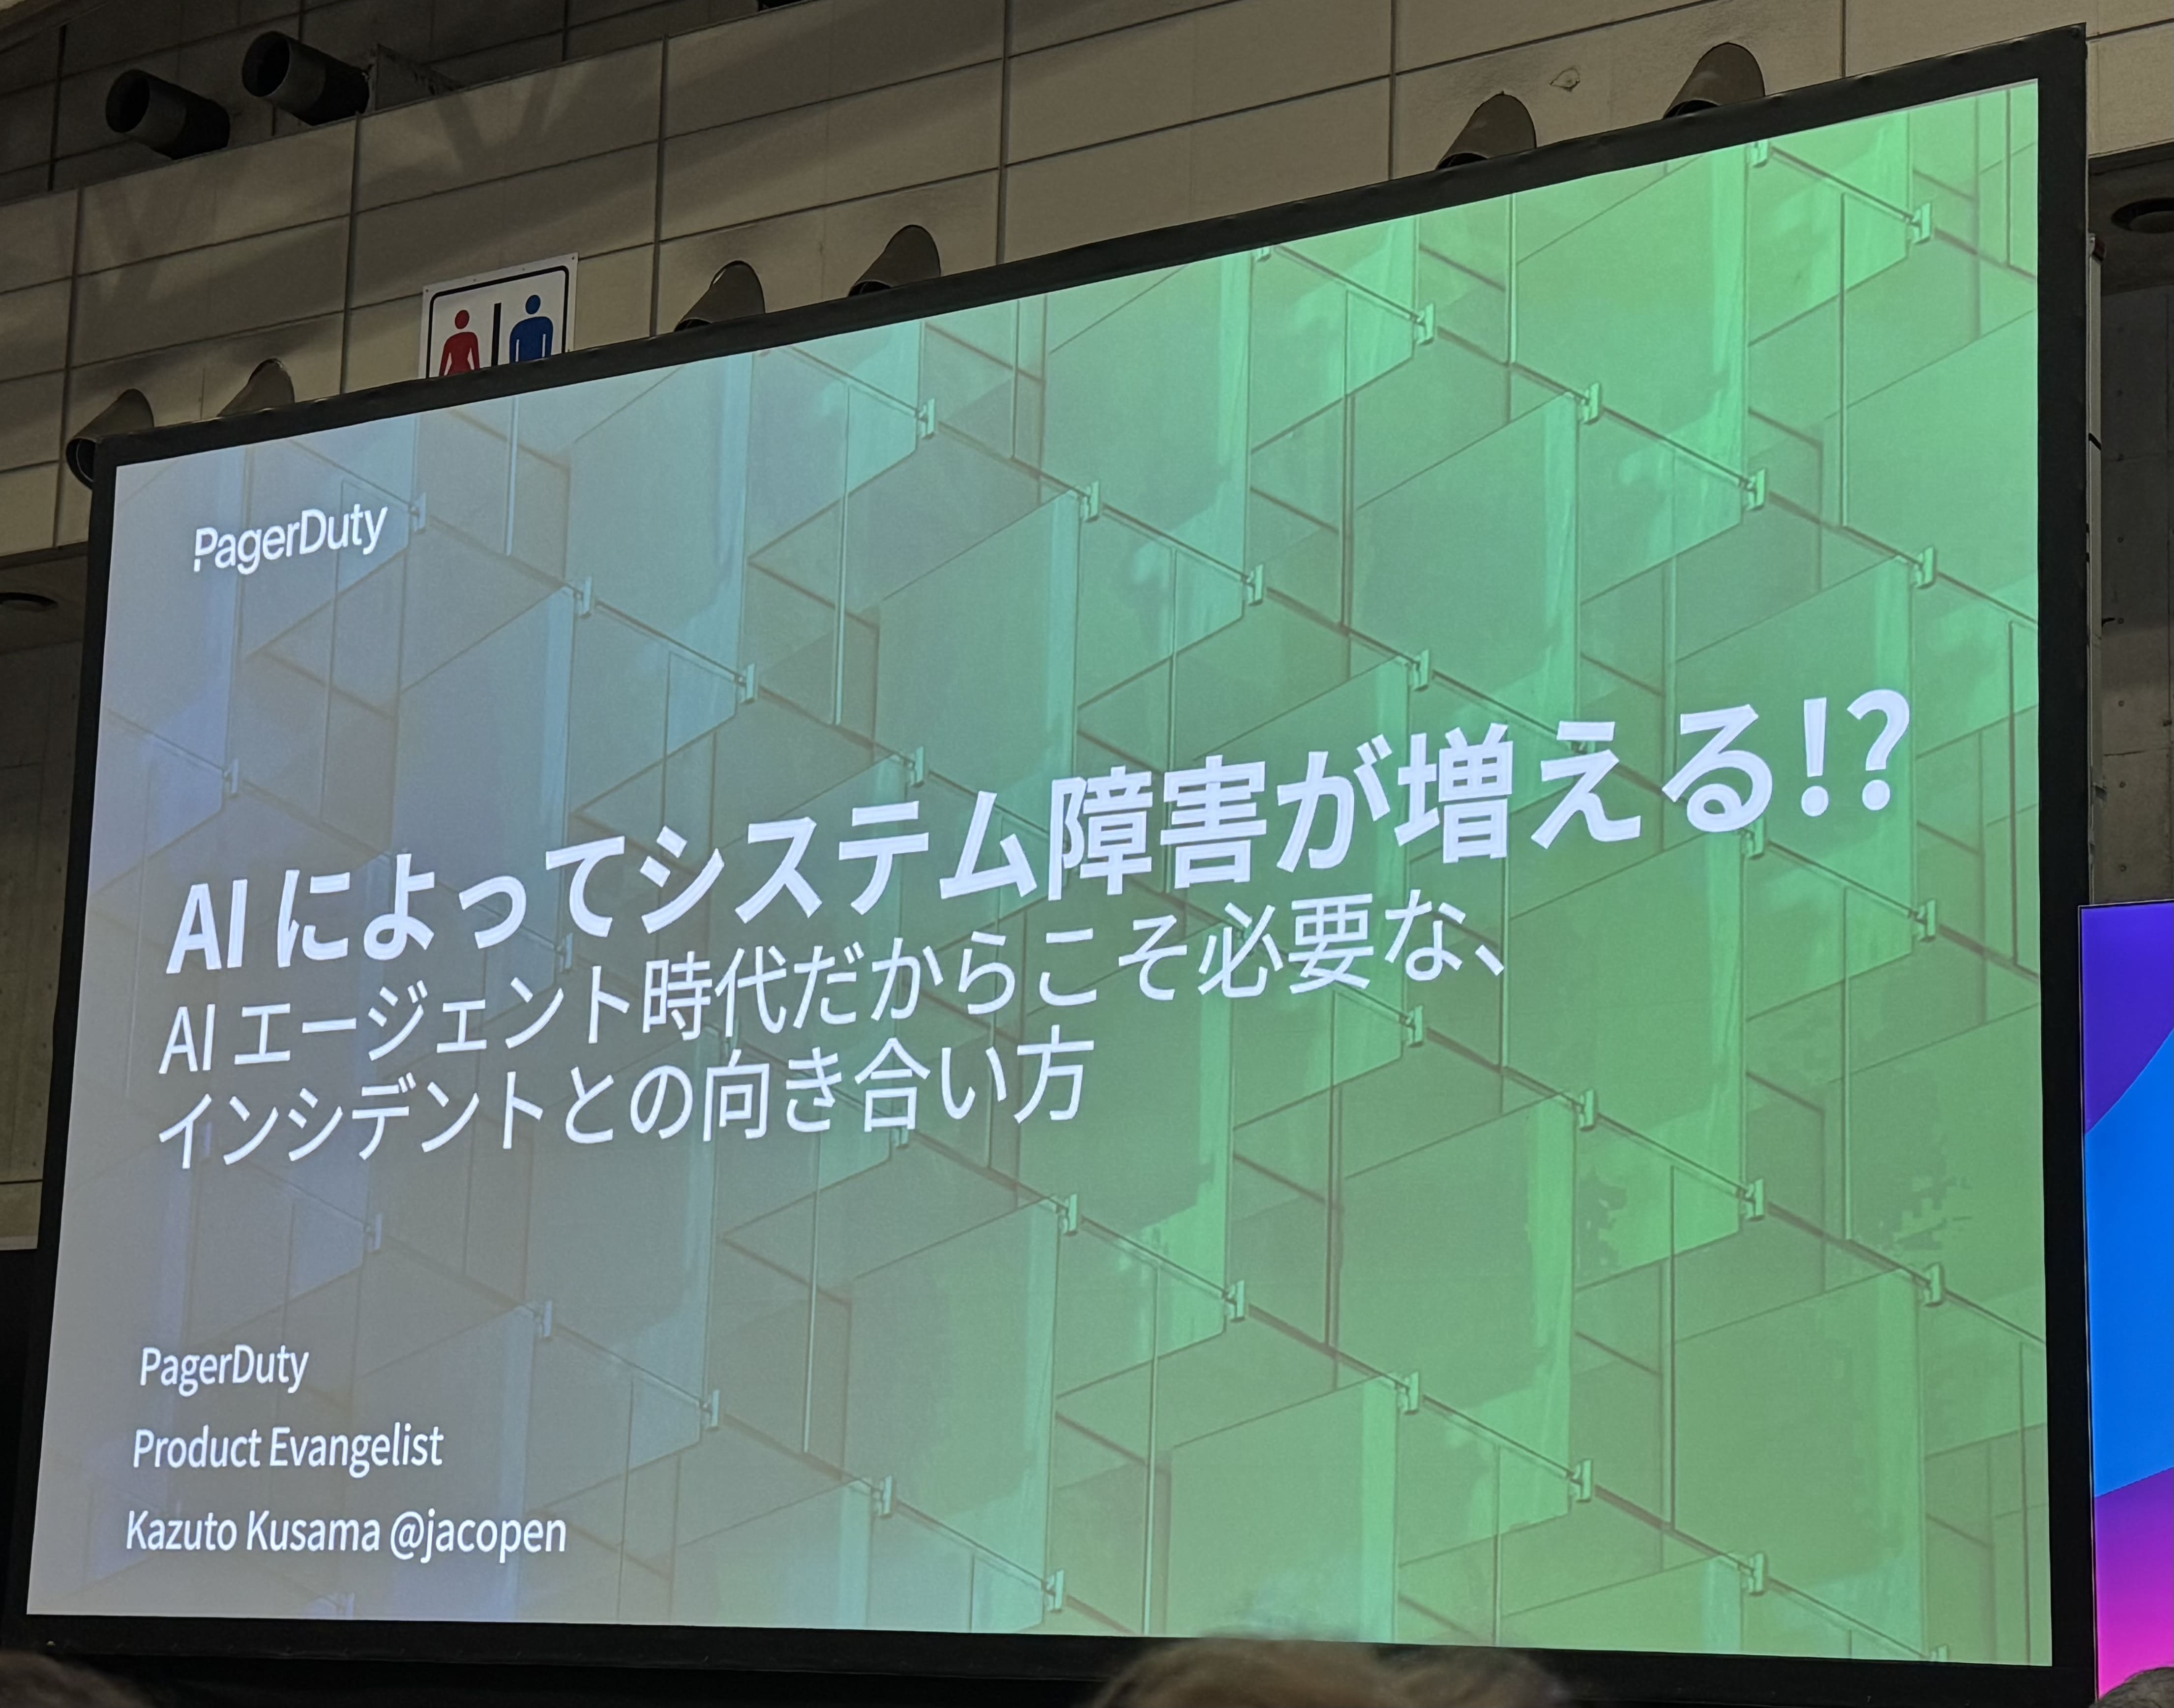 PagerDuty
AI によってシステム障害が増える!?
AI エージェント時代だからこそ必要な、
インシデントとの向き合い方
PagerDuty
Product Evangelist
Kazuto Kusama @jacopen